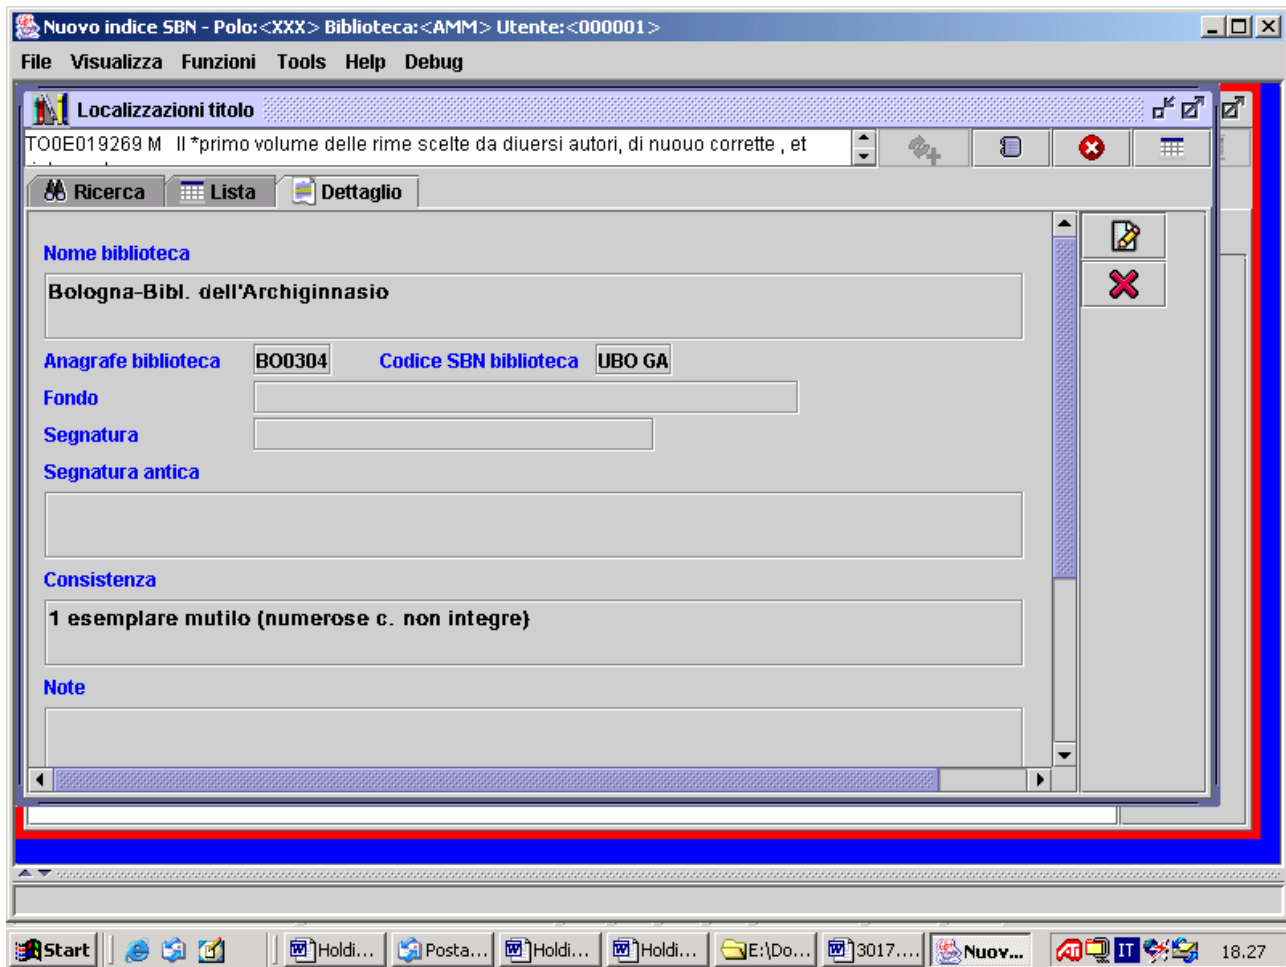 Nuovo indice SBN - Polo:<XXX> Biblioteca:<AMM> Utente:<000001>
File Visualizza Funzioni Tools Help Debug
Localizzazioni titolo
TO0E019269 M Il *primo volume delle rime scelte da diuersi autori, di nuouo corrette , et
Ricerca Lista Dettaglio
Nome biblioteca
Bologna-Bibl. dell'Archiginnasio
Anagrafe biblioteca BO0304 Codice SBN biblioteca UBO GA
Fondo
Segnatura
Segnatura antica
Consistenza
1 esemplare mutilo (numerose c. non integre)
Note
Start Holdi... Posta... Holdi... Holdi... E:\Do... 3017.... Nuov... IT 18.27